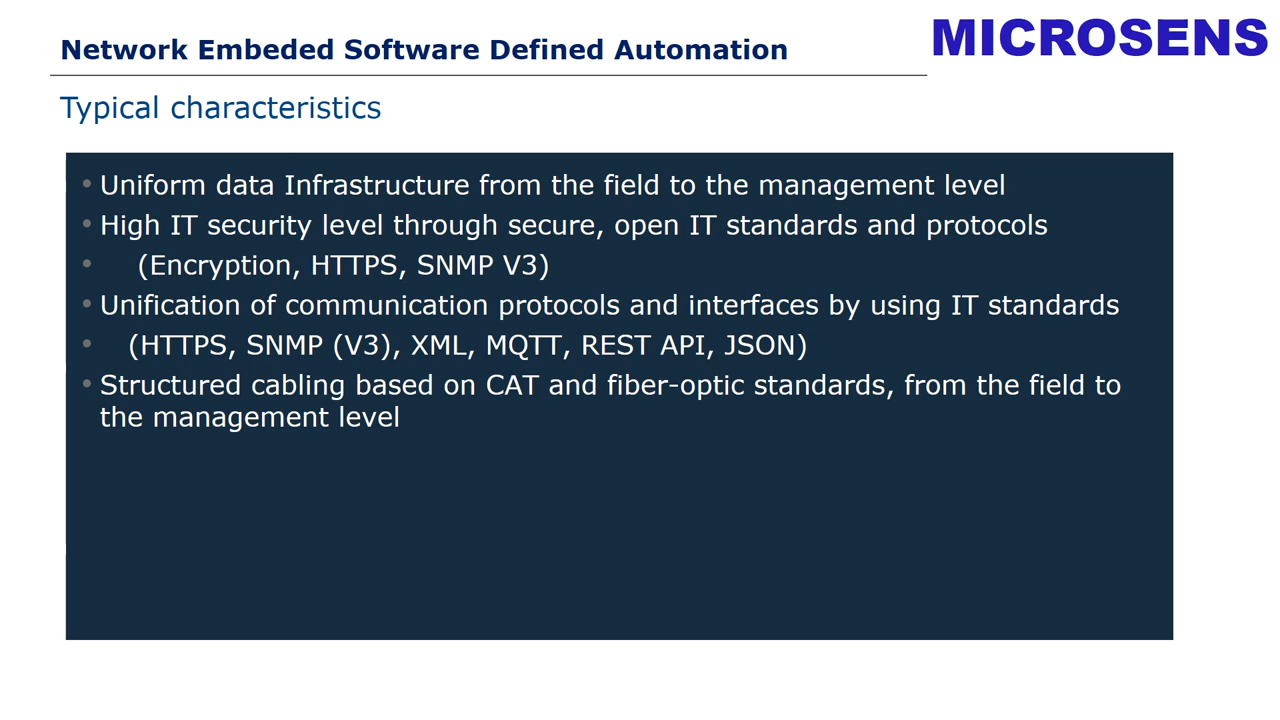 Network Embeded Software Defined Automation
MICROSENS
Typical characteristics
• Uniform data Infrastructure from the field to the management level
• High IT security level through secure, open IT standards and protocols
• (Encryption, HTTPS, SNMP V3)
• Unification of communication protocols and interfaces by using IT standards
• (HTTPS, SNMP (V3), XML, MQTT, REST API, JSON)
• Structured cabling based on CAT and fiber-optic standards, from the field to
the management level